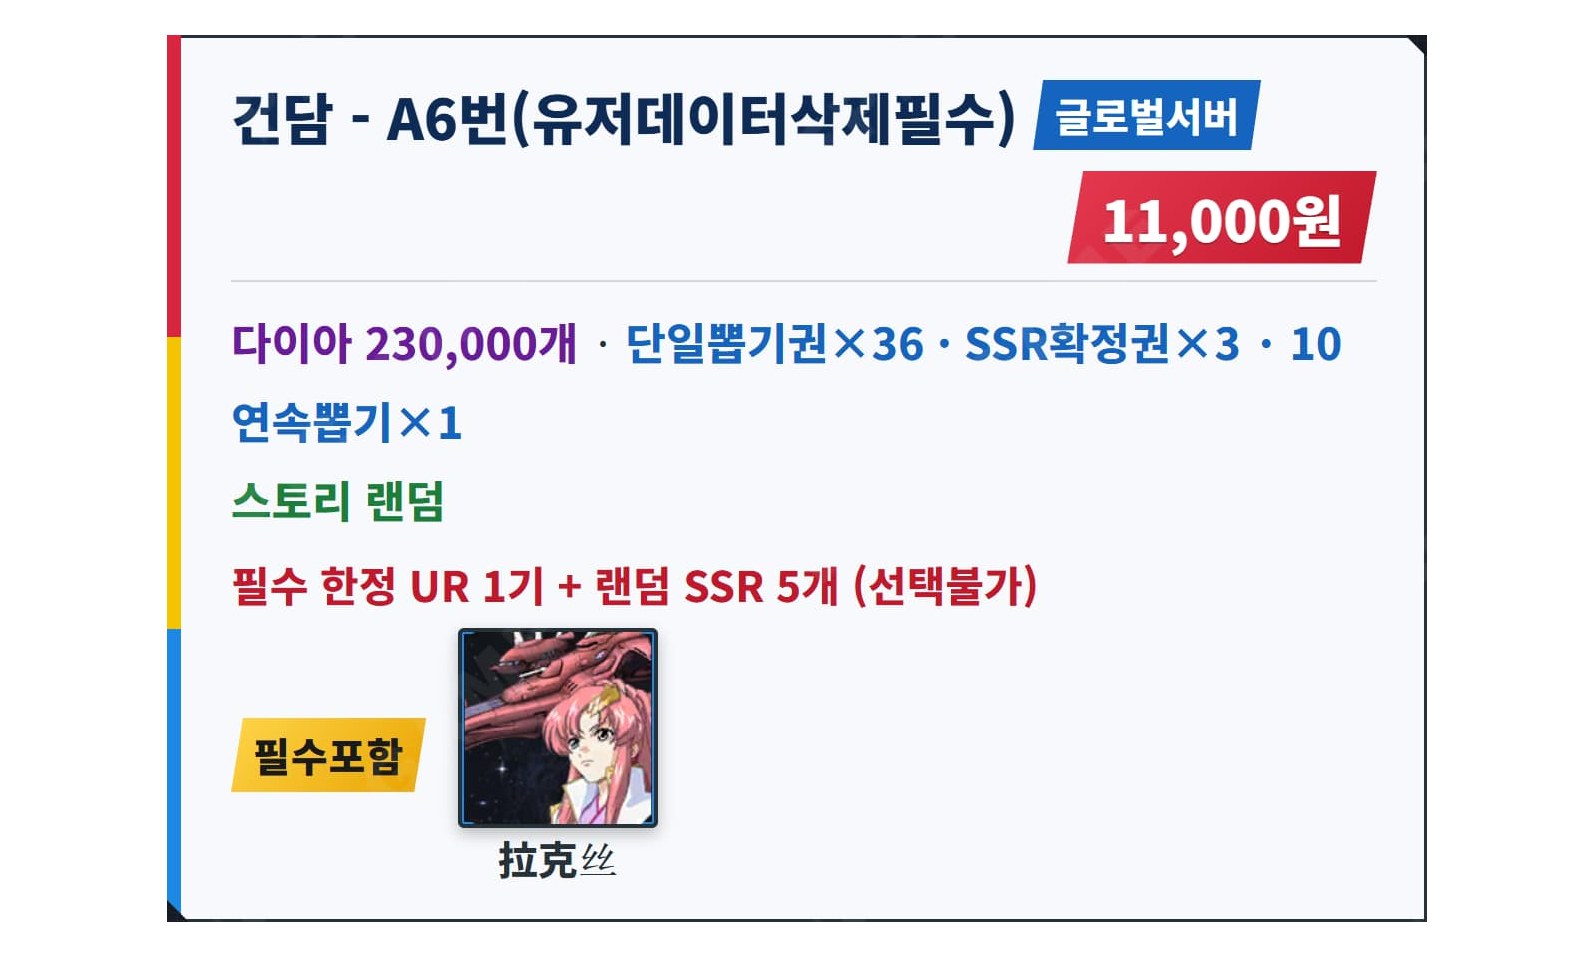 건담 - A6번(유저데이터삭제필수) 글로벌서버
11,000원
다이아 230,000개 · 단일뽑기권×36 · SSR확정권×3 · 10
연속뽑기×1
스토리 랜덤
필수 한정 UR 1기 + 랜덤 SSR 5개 (선택불가)
필수포함
拉克丝